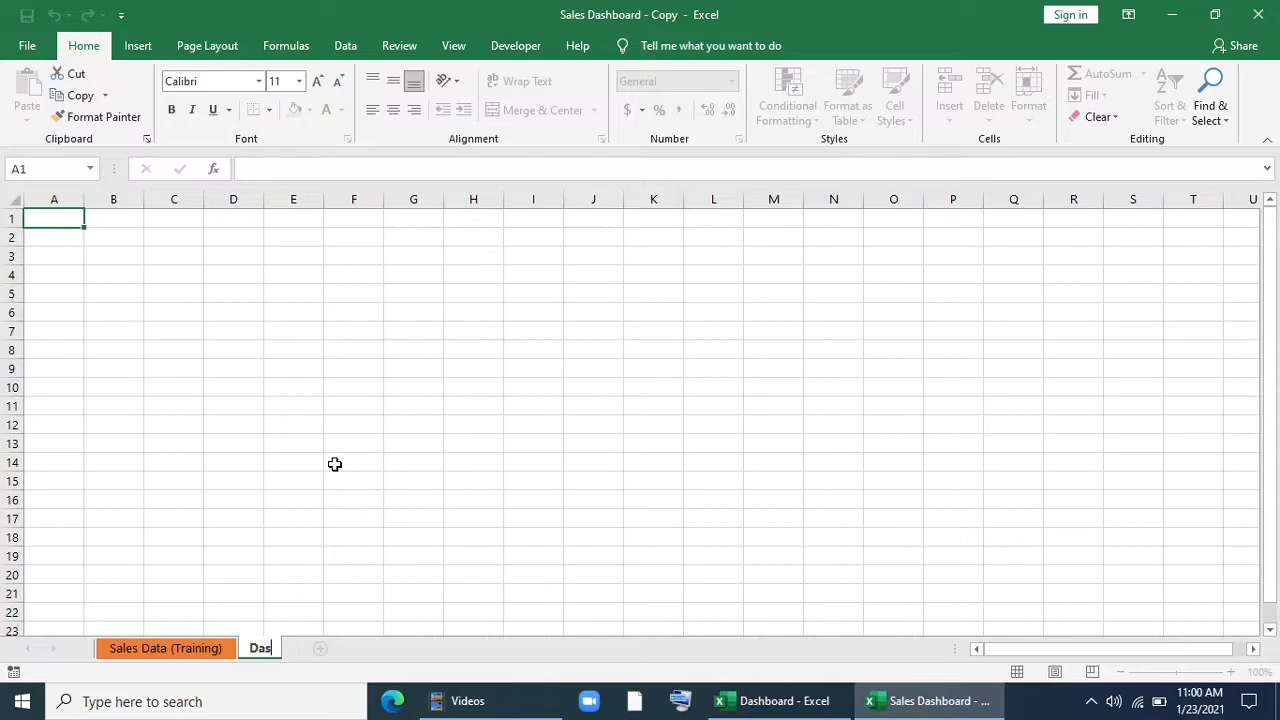 Sales Dashboard - Copy - Excel
Sign in
File Home Insert Page Layout Formulas Data Review View Developer Help Tell me what you want to do Share
Paste Cut Copy Format Painter Clipboard
Calibri 11 A A B I U A Font
ab Wrap Text Merge & Center Alignment
General $ % , Number
Conditional Formatting Format as Table Cell Styles Styles
Insert Delete Format Cells
AutoSum Fill Clear Sort & Filter Find & Select Editing
A1 fx
A B C D E F G H I J K L M N O P Q R S T U
1
2
3
4
5
6
7
8
9
10
11
12
13
14
15
16
17
18
19
20
21
22
23
Sales Data (Training) Das
100%
Type here to search Videos Dashboard - Excel Sales Dashboard - ... 11:00 AM
1/23/2021